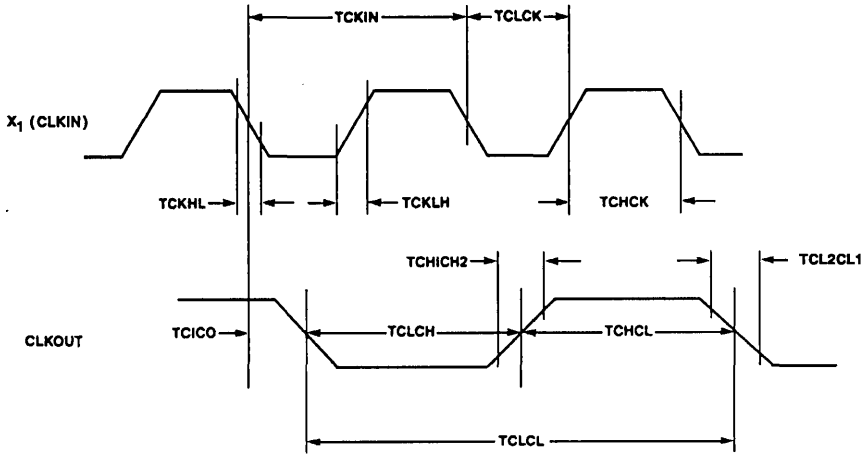 TCKIN
TCLCK
X1 (CLKIN)
TCKHL
TCKLH
TCHCK
TCHICH2
TCL2CL1
CLKOUT
TCICO
TCLCH
TCHCL
TCLCL